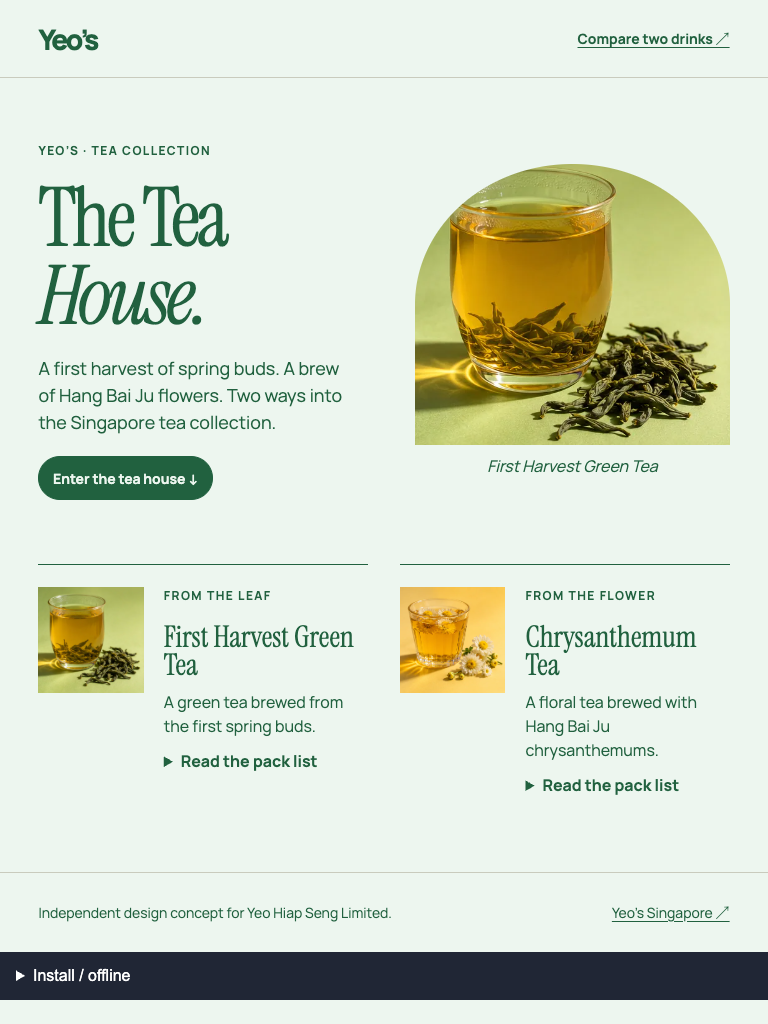 Yeo's
Compare two drinks ↗
YEO'S · TEA COLLECTION
The Tea
House.
A first harvest of spring buds. A brew
of Hang Bai Ju flowers. Two ways into
the Singapore tea collection.
Enter the tea house ↓
First Harvest Green Tea
FROM THE LEAF
First Harvest Green
Tea
A green tea brewed from
the first spring buds.
▶ Read the pack list
FROM THE FLOWER
Chrysanthemum
Tea
A floral tea brewed with
Hang Bai Ju
chrysanthemums.
▶ Read the pack list
Independent design concept for Yeo Hiap Seng Limited.
Yeo's Singapore ↗
▶ Install / offline